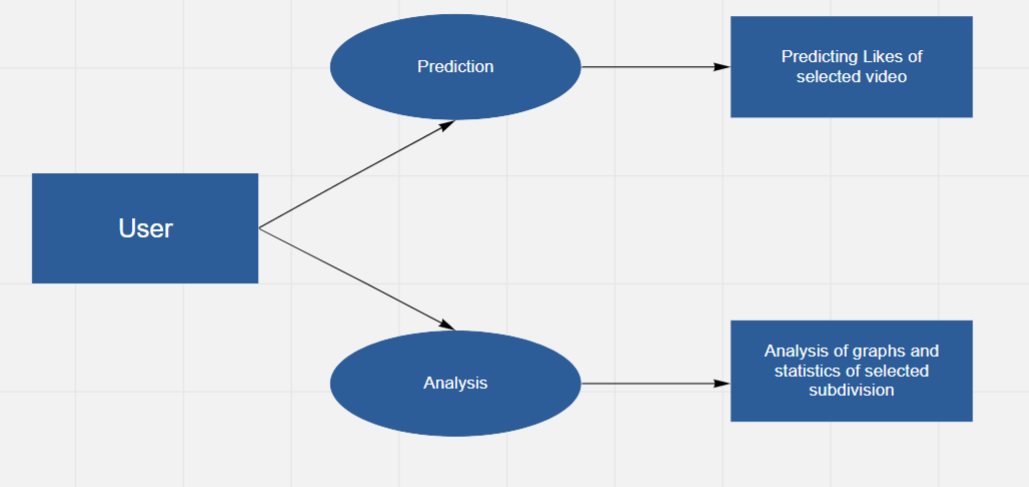 Prediction
Predicting Likes of
selected video
User
Analysis
Analysis of graphs and
statistics of selected
subdivision